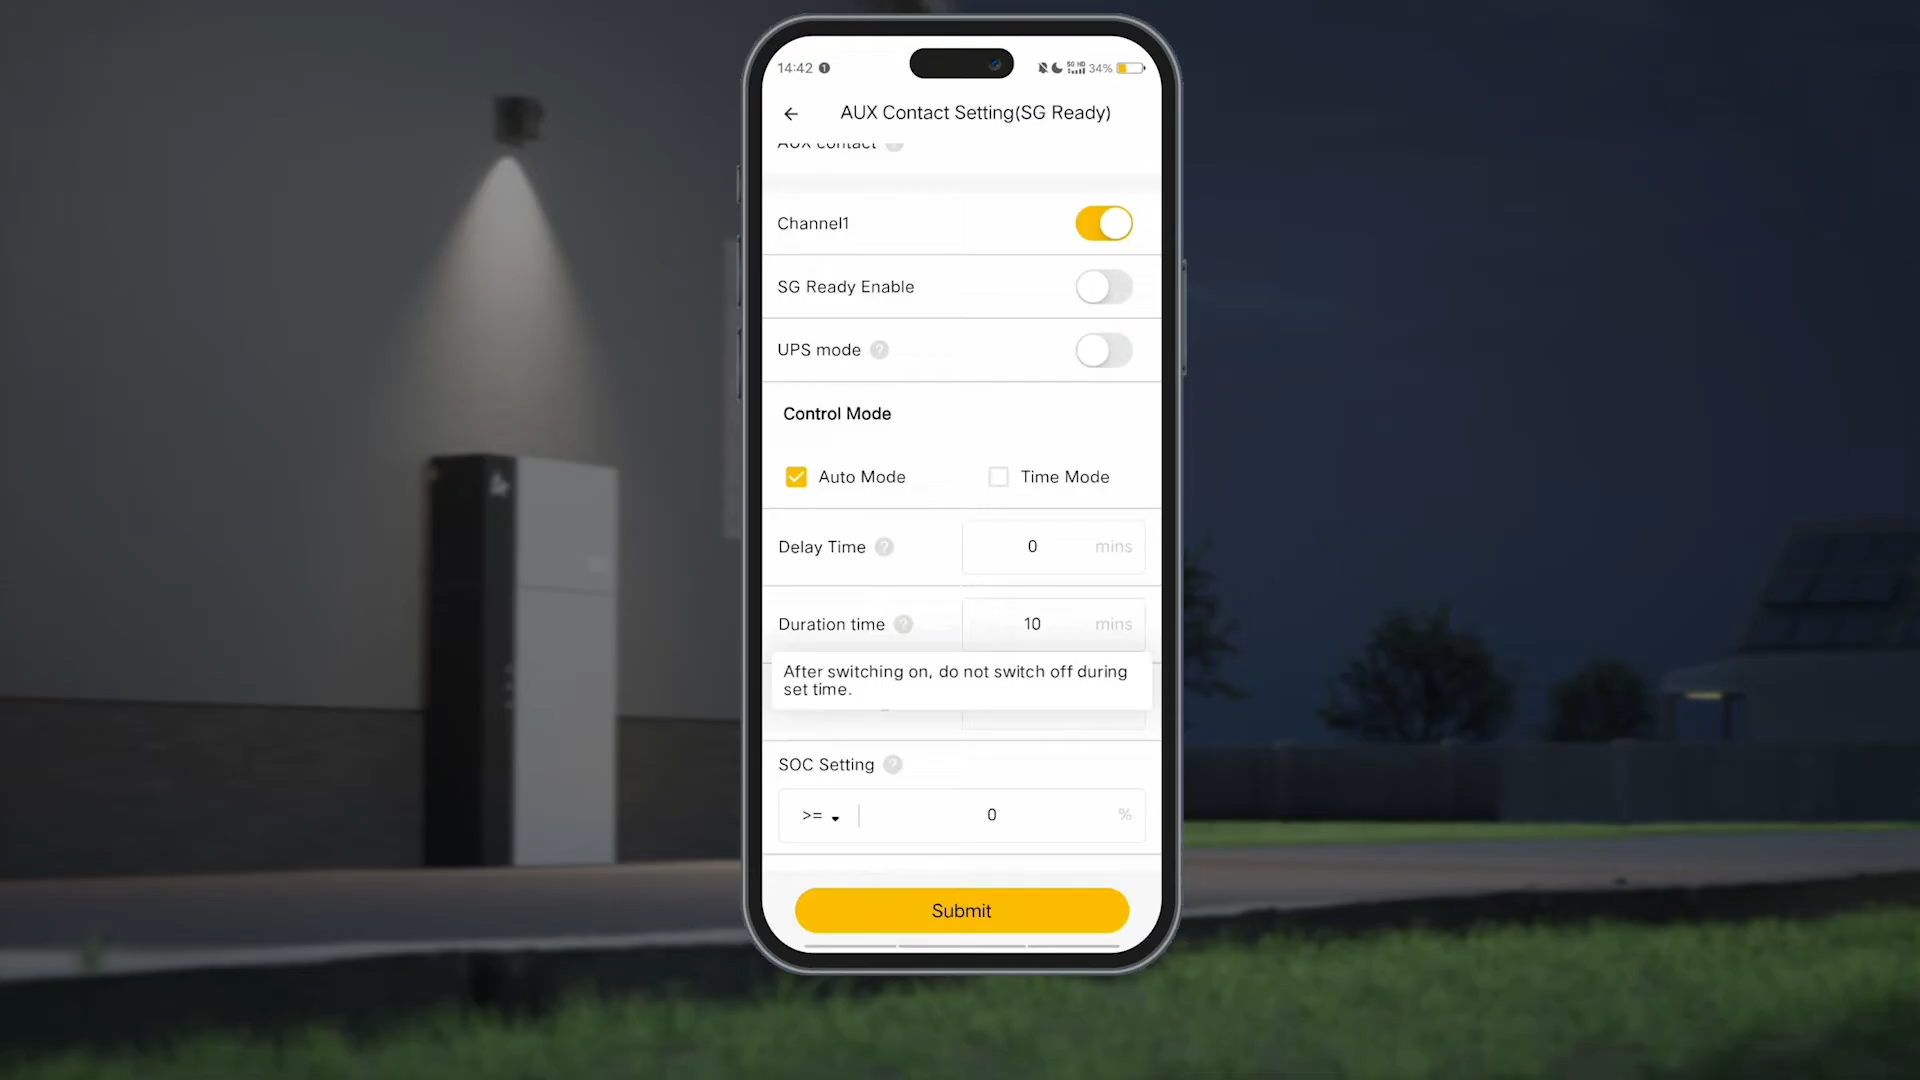 14:42
34%
AUX Contact Setting(SG Ready)
AUX contact
Channel1
SG Ready Enable
UPS mode ?
Control Mode
Auto Mode
Time Mode
Delay Time ?
0 mins
Duration time ?
10 mins
After switching on, do not switch off during
set time.
SOC Setting ?
>= 0 %
Submit